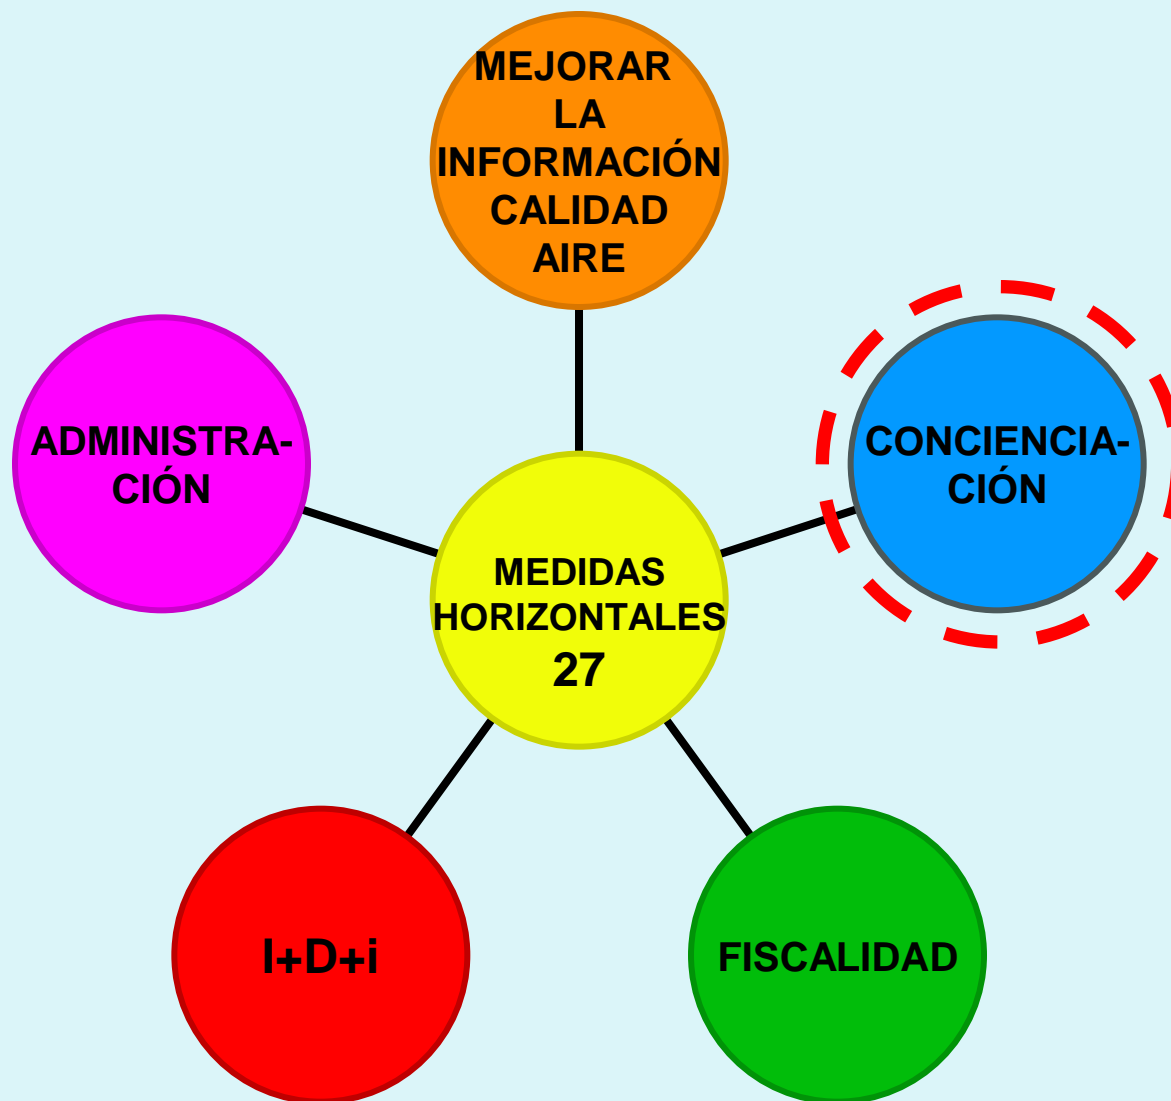 MEJORAR
LA
INFORMACIÓN
CALIDAD
AIRE
ADMINISTRA-
CIÓN
CONCIENCIA-
CIÓN
MEDIDAS
HORIZONTALES
27
I+D+i
FISCALIDAD